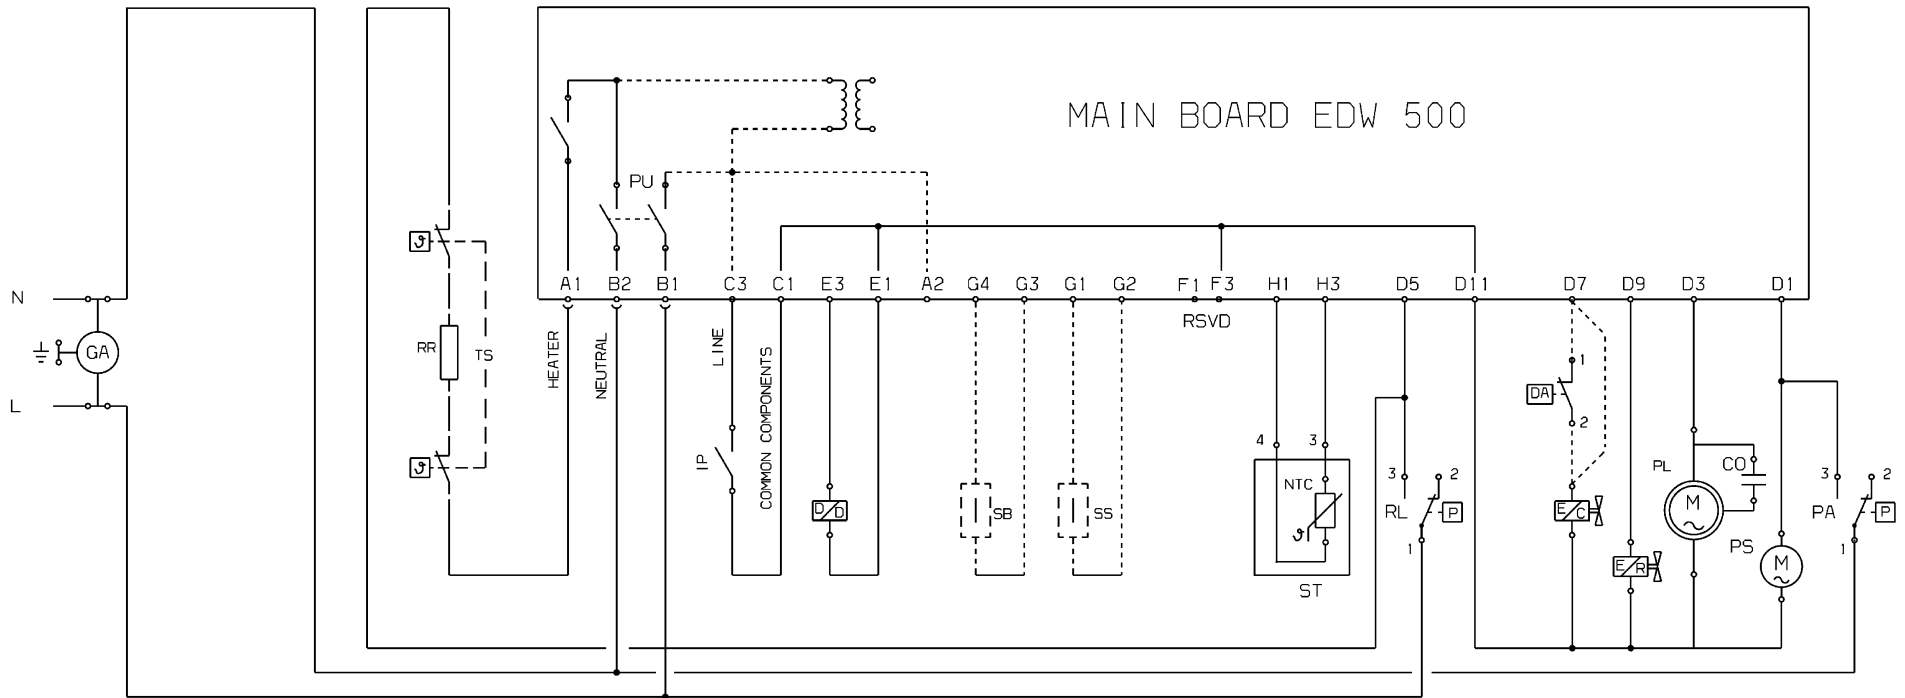 MAIN BOARD EDW 500
PU
A1 B2 B1 C3 C1 E3 E1 A2 G4 G3 G1 G2 F1 F3 H1 H3 D5 D11 D7 D9 D3 D1
RSVD
N
GA
L
ϑ
RR
TS
ϑ
HEATER
NEUTRAL
LINE
IP
COMMON COMPONENTS
D D
SB
SS
4 3
NTC
ϑ
ST
3 2
RL
P
1
1
DA
2
E C
E R
PL
CO
M
PS
M
3 2
PA
P
1